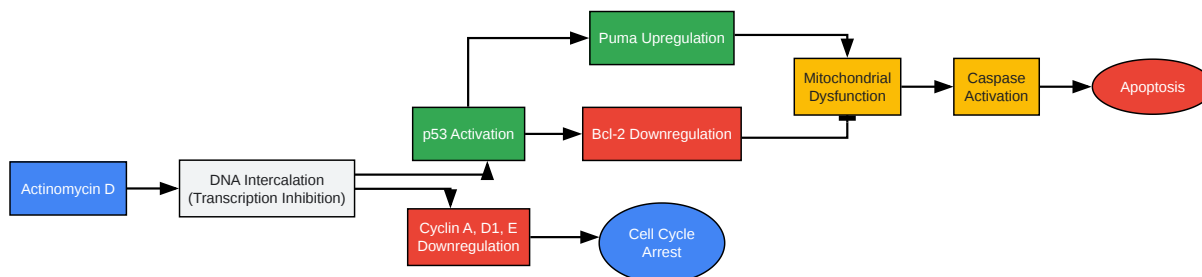 Puma Upregulation
Mitochondrial
Dysfunction
Caspase
Activation
Apoptosis
p53 Activation
Bcl-2 Downregulation
Actinomycin D
DNA Intercalation
(Transcription Inhibition)
Cyclin A, D1, E
Downregulation
Cell Cycle
Arrest